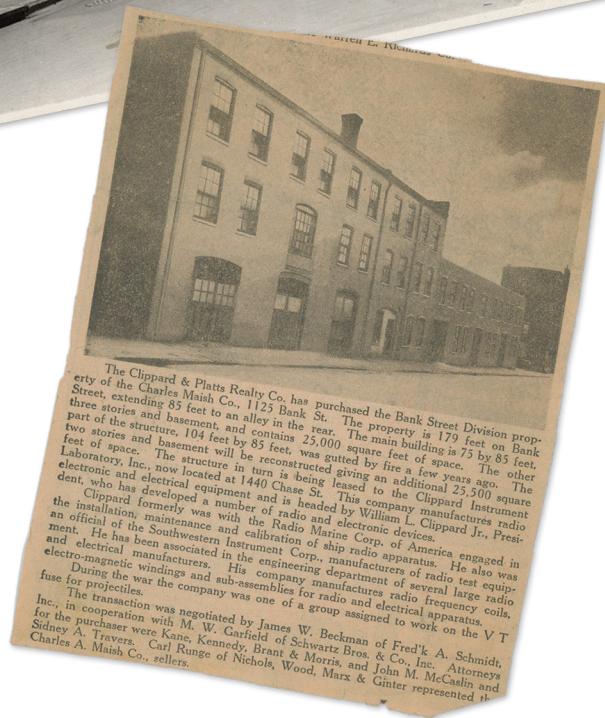 Warren E. Richards Co.
The Clippard & Platts Realty Co. has purchased the Bank Street Division prop-
erty of the Charles Maish Co., 1125 Bank St. The property is 179 feet on Bank
Street, extending 85 feet to an alley in the rear. The main building is 75 by 85 feet,
three stories and basement, and contains 25,000 square feet of space. The other
part of the structure, 104 feet by 85 feet, was gutted by fire a few years ago. The
two stories and basement will be reconstructed giving an additional 25,500 square
feet of space. The structure in turn is being leased to the Clippard Instrument
Laboratory, Inc., now located at 1440 Chase St. This company manufactures radio
electronic and electrical equipment and is headed by William L. Clippard Jr., Presi-
dent, who has developed a number of radio and electronic devices.
Clippard formerly was with the Radio Marine Corp. of America engaged in
the installation, maintenance and calibration of ship radio apparatus. He also was
an official of the Southwestern Instrument Corp., manufacturers of radio test equip-
ment. He has been associated in the engineering department of several large radio
and electrical manufacturers. His company manufactures radio frequency coils,
electro-magnetic windings and sub-assemblies for radio and electrical apparatus.
During the war the company was one of a group assigned to work on the V T
fuse for projectiles.
The transaction was negotiated by James W. Beckman of Fred'k A. Schmidt,
Inc., in cooperation with M. W. Garfield of Schwartz Bros. & Co., Inc. Attorneys
for the purchaser were Kane, Kennedy, Brant & Morris, and John M. McCaslin and
Sidney A. Travers. Carl Runge of Nichols, Wood, Marx & Ginter represented
Charles A. Maish Co., sellers.